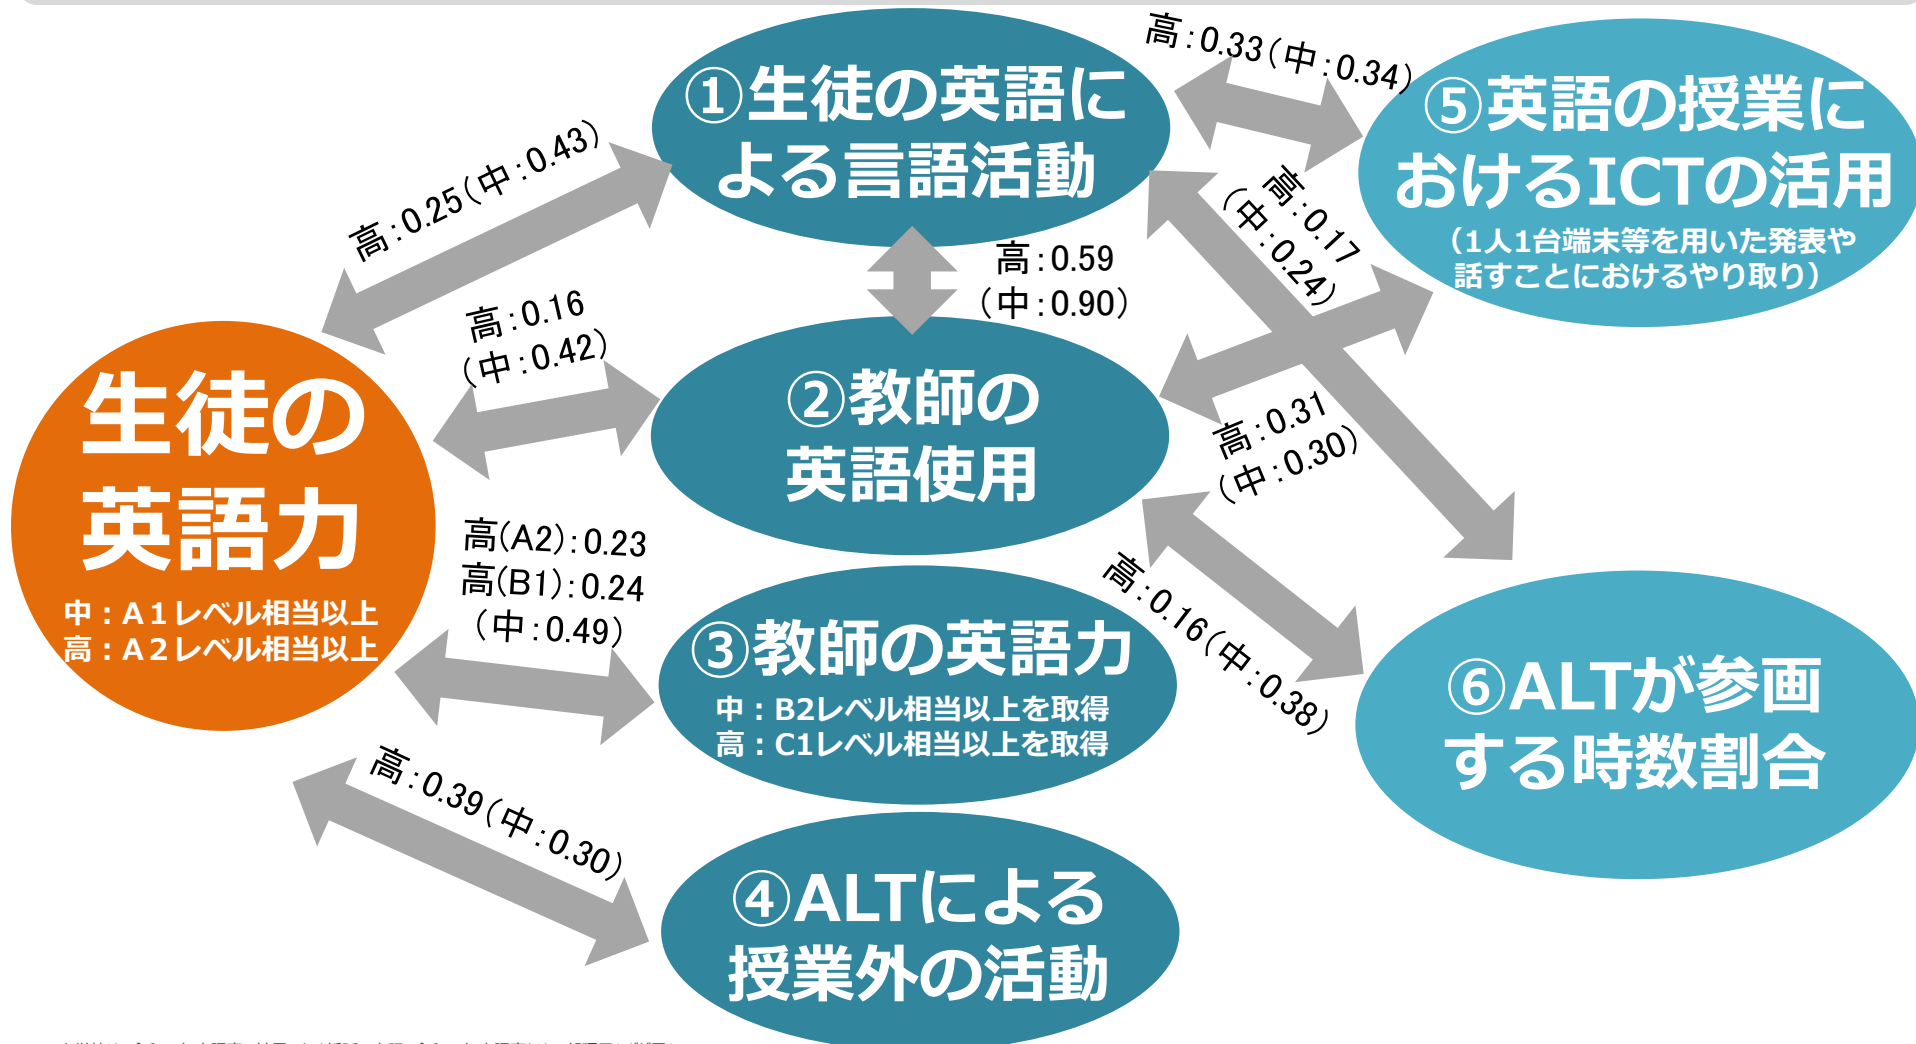 ①生徒の英語に
よる言語活動
高:0.33(中:0.34)
⑤英語の授業に
おけるICTの活用
(1人1台端末等を用いた発表や
話すことにおけるやり取り)
高:0.25(中:0.43)
高:0.17
(中:0.24)
高:0.59
(中:0.90)
高:0.16
(中:0.42)
生徒の
英語力
中:A1レベル相当以上
高:A2レベル相当以上
②教師の
英語使用
高:0.31
(中:0.30)
高(A2):0.23
高(B1):0.24
(中:0.49)
高:0.16(中:0.38)
③教師の英語力
中:B2レベル相当以上を取得
高:C1レベル相当以上を取得
⑥ALTが参画
する時数割合
高:0.39(中:0.30)
④ALTによる
授業外の活動